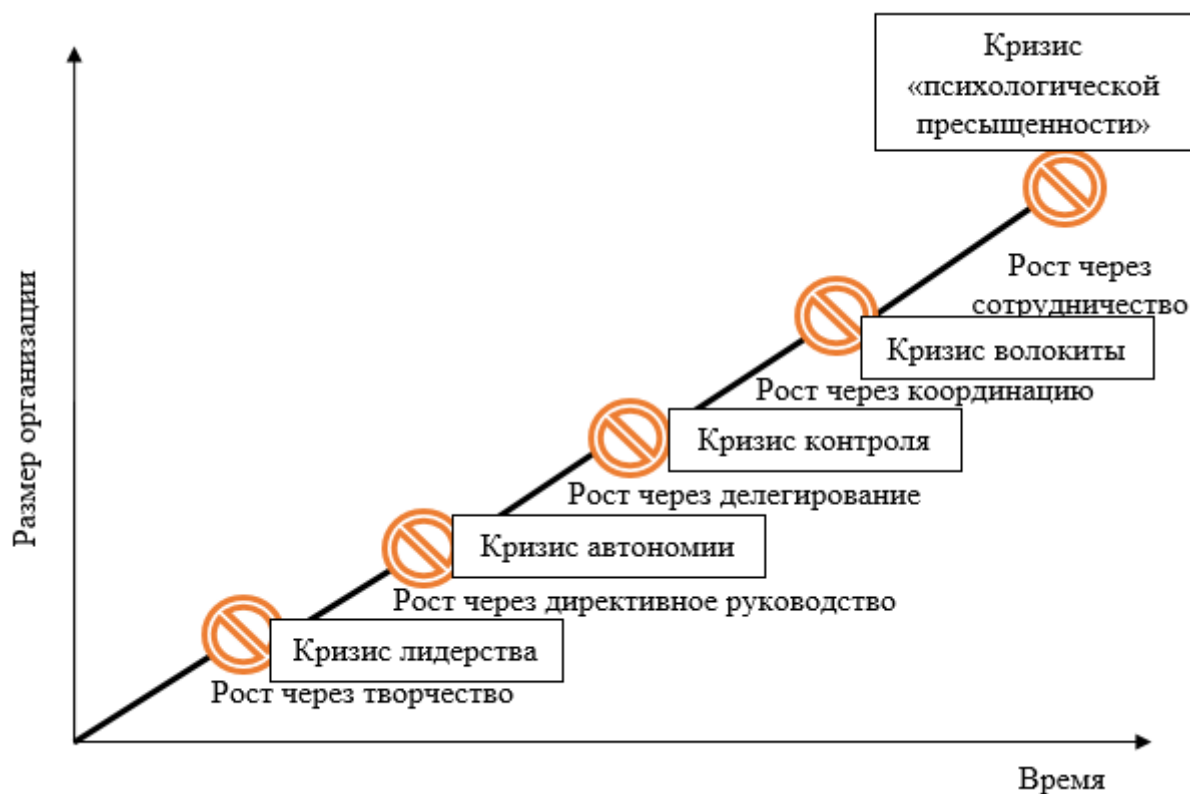 Кризис
«психологической
пресыщенности»
Рост через
сотрудничество
Кризис волокиты
Рост через координацию
Кризис контроля
Рост через делегирование
Кризис автономии
Рост через директивное руководство
Кризис лидерства
Рост через творчество
Размер организации
Время